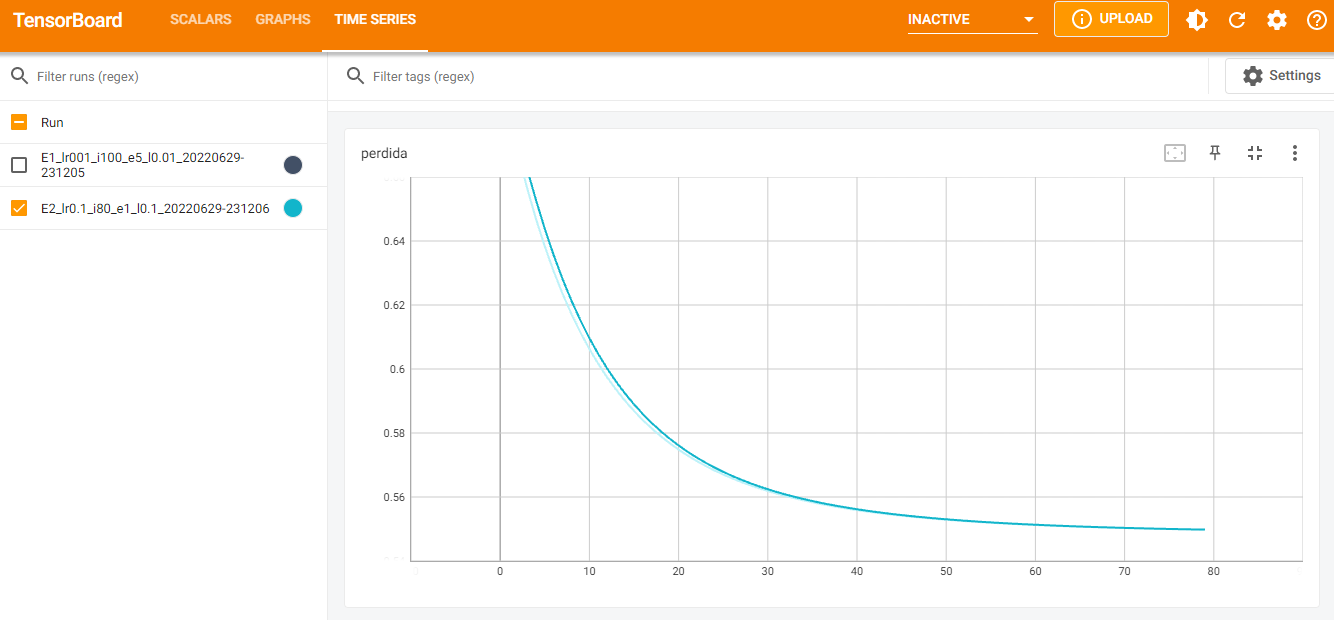 TensorBoard SCALARS GRAPHS TIME SERIES INACTIVE UPLOAD
Filter runs (regex) Filter tags (regex) Settings
Run
E1_lr001_i100_e5_l0.01_20220629-
231205
E2_lr0.1_i80_e1_l0.1_20220629-231206
perdida
0.64
0.62
0.6
0.58
0.56
0 10 20 30 40 50 60 70 80